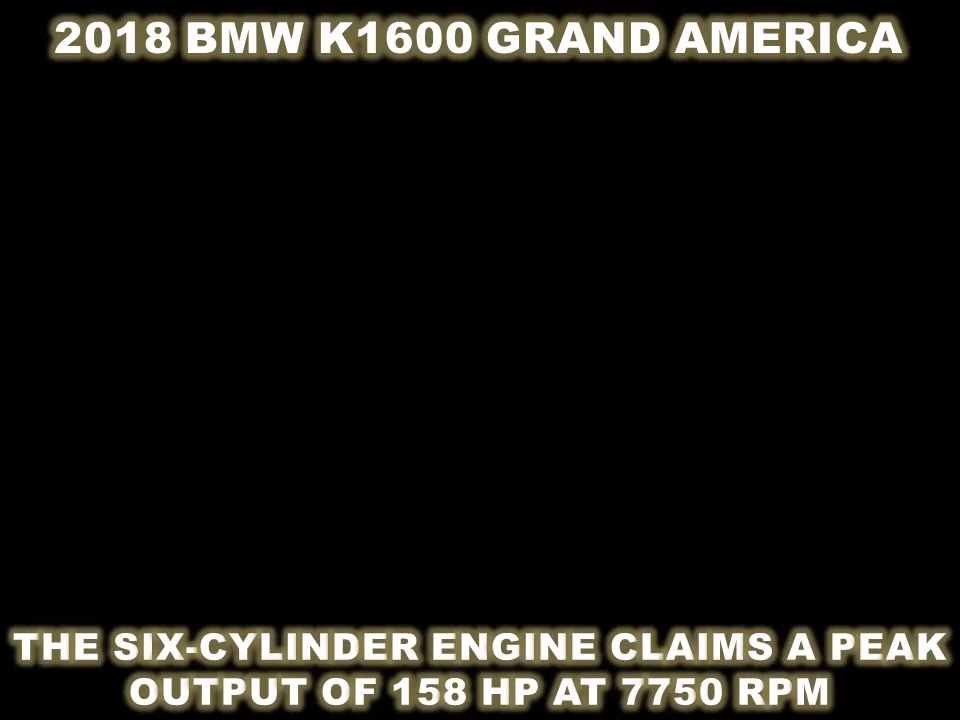 2018 BMW K1600 GRAND AMERICA
THE SIX-CYLINDER ENGINE CLAIMS A PEAK
OUTPUT OF 158 HP AT 7750 RPM